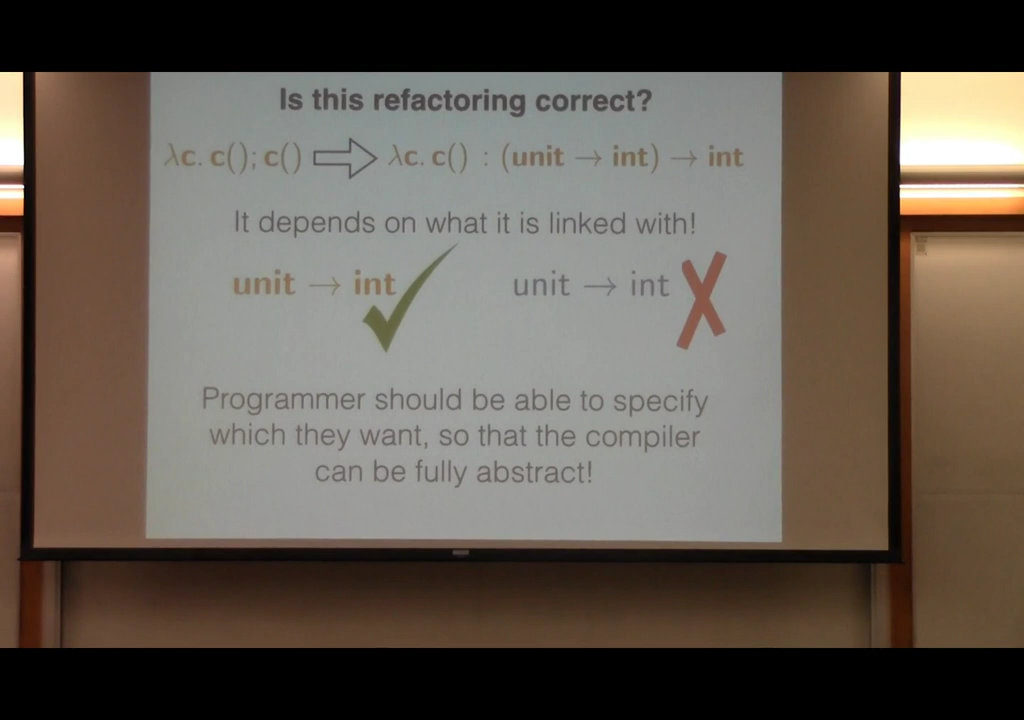 Is this refactoring correct?
λc. c(); c() ⇒ λc. c() : (unit → int) → int
It depends on what it is linked with!
unit → int ✓ unit → int ✗
Programmer should be able to specify
which they want, so that the compiler
can be fully abstract!